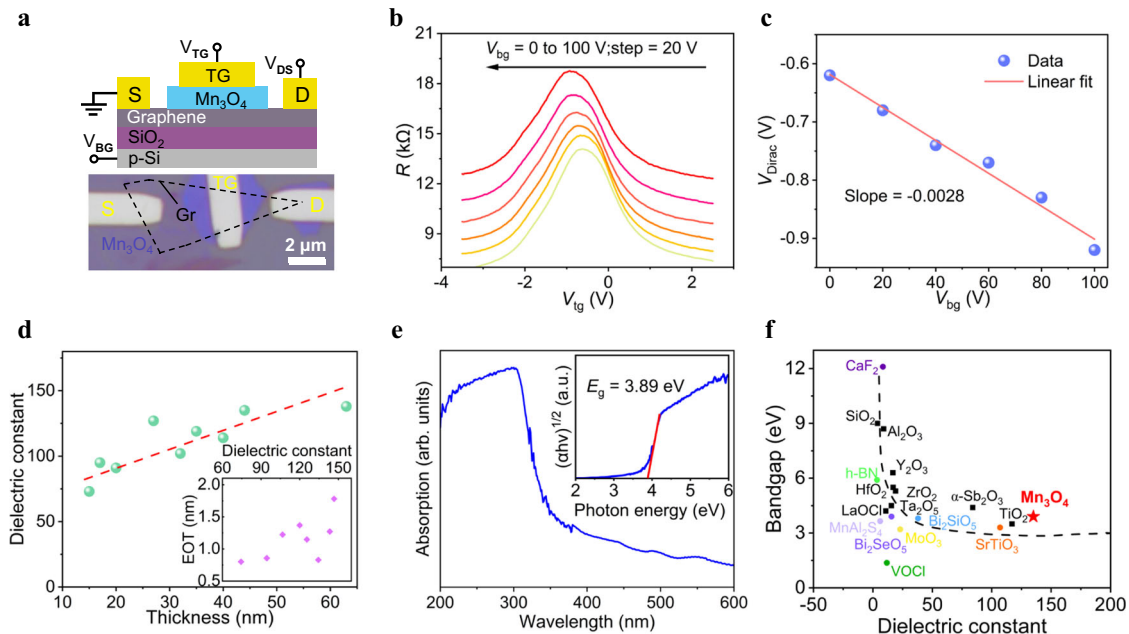 a
V_TG
V_DS
TG
S
Mn₃O₄
D
Graphene
SiO₂
V_BG
p-Si
TG
S
Gr
D
Mn₃O₄
2 μm
b
V_bg = 0 to 100 V;step = 20 V
R (kΩ)
21
18
15
12
9
-4
-2
0
2
V_tg (V)
c
Data
Linear fit
V_Dirac (V)
-0.6
-0.7
-0.8
-0.9
Slope = -0.0028
0
20
40
60
80
100
V_bg (V)
d
Dielectric constant
150
100
50
0
10
20
30
40
50
60
Thickness (nm)
Dielectric constant
60
90
120
150
EOT (nm)
2.0
1.5
1.0
0.5
e
Absorption (arb. units)
200
300
400
500
600
Wavelength (nm)
E_g = 3.89 eV
(αhν)^1/2 (a.u.)
2
3
4
5
6
Photon energy (eV)
f
Bandgap (eV)
12
9
6
3
0
CaF₂
SiO₂
Al₂O₃
h-BN
Y₂O₃
HfO₂
ZrO₂
α-Sb₂O₃
Mn₃O₄
LaOCl
Ta₂O₅
TiO₂
MnAl₂S₄
Bi₂SiO₅
Bi₂SeO₅
MoO₃
SrTiO₃
VOCl
-50
0
50
100
150
200
Dielectric constant